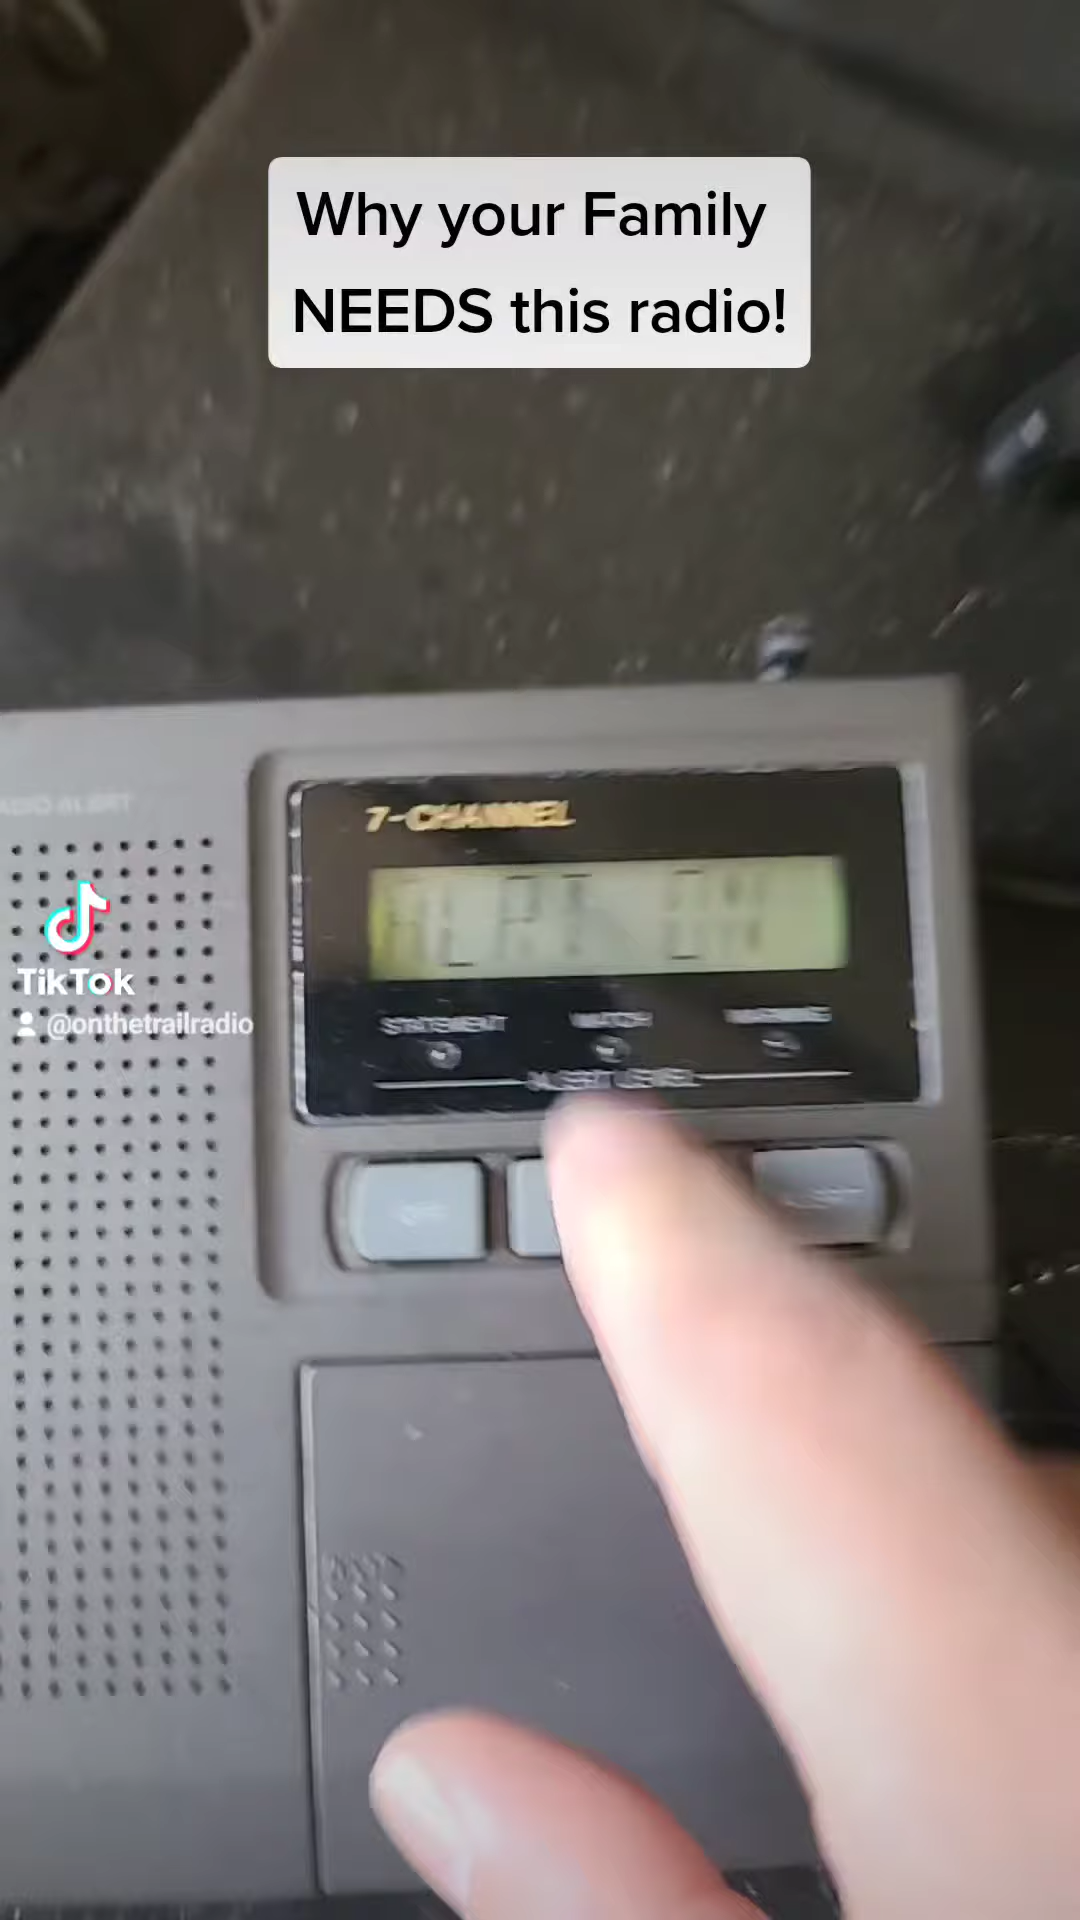 Why your Family
NEEDS this radio!
7-CHANNEL
STATEMENT WATCH WARNING
ALERT LEVEL
TikTok
@onthetrailradio